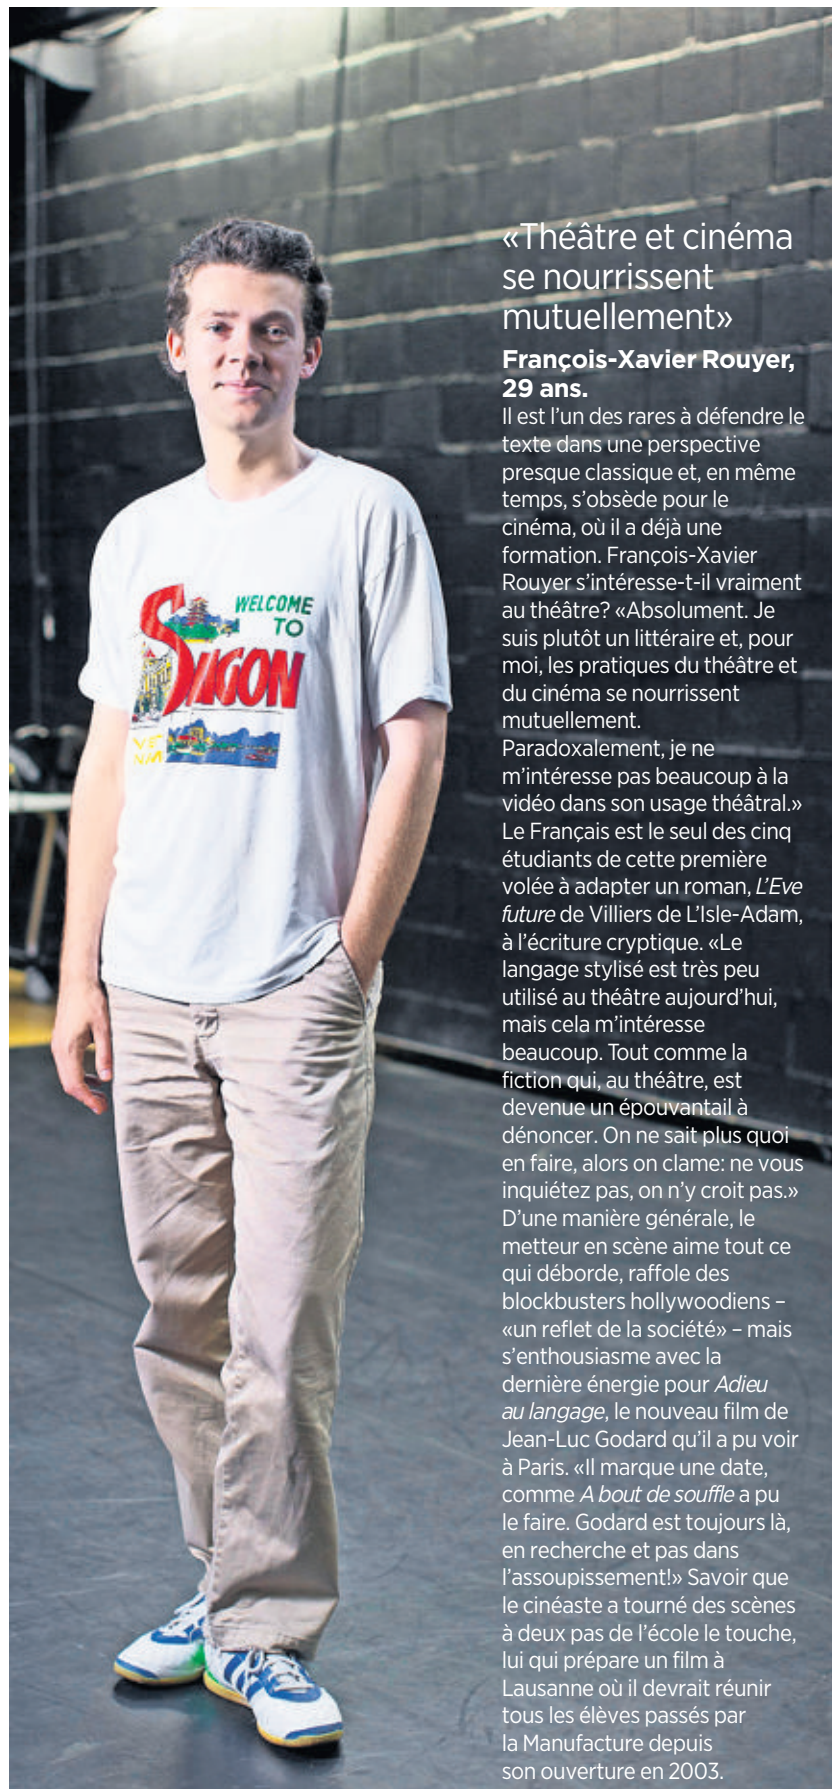 «Théâtre et cinéma
se nourrissent
mutuellement»
François-Xavier Rouyer,
29 ans.
Il est l’un des rares à défendre le
texte dans une perspective
presque classique et, en même
temps, s’obsède pour le
cinéma, où il a déjà une
formation. François-Xavier
Rouyer s’intéresse-t-il vraiment
au théâtre? «Absolument. Je
suis plutôt un littéraire et, pour
moi, les pratiques du théâtre et
du cinéma se nourrissent
mutuellement.
Paradoxalement, je ne
m’intéresse pas beaucoup à la
vidéo dans son usage théâtral.»
Le Français est le seul des cinq
étudiants de cette première
volée à adapter un roman, L’Eve
future de Villiers de L’Isle-Adam,
à l’écriture cryptique. «Le
langage stylisé est très peu
utilisé au théâtre aujourd’hui,
mais cela m’intéresse
beaucoup. Tout comme la
fiction qui, au théâtre, est
devenue un épouvantail à
dénoncer. On ne sait plus quoi
en faire, alors on clame: ne vous
inquiétez pas, on n’y croit pas.»
D’une manière générale, le
metteur en scène aime tout ce
qui déborde, raffole des
blockbusters hollywoodiens –
«un reflet de la société» – mais
s’enthousiasme avec la
dernière énergie pour Adieu
au langage, le nouveau film de
Jean-Luc Godard qu’il a pu voir
à Paris. «Il marque une date,
comme A bout de souffle a pu
le faire. Godard est toujours là,
en recherche et pas dans
l’assoupissement!» Savoir que
le cinéaste a tourné des scènes
à deux pas de l’école le touche,
lui qui prépare un film à
Lausanne où il devrait réunir
tous les élèves passés par
la Manufacture depuis
son ouverture en 2003.
WELCOME
TO
SAIGON
VIET
NAM